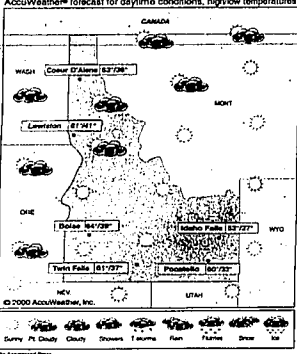 AccuWeather® forecast for daytime conditions, high/low temperatures
CANADA
WASH
Coeur D'Alene 63°/36°
MONT
Lewiston 61°/41°
ORE
Boise 64°/39°
Idaho Falls 63°/27°
WYO
Twin Falls 61°/37°
Pocatello 60°/33°
NEV
UTAH
© 2000 AccuWeather, Inc.
Sunny Pt. Cloudy Cloudy Showers T-storms Rain Flurries Snow Ice